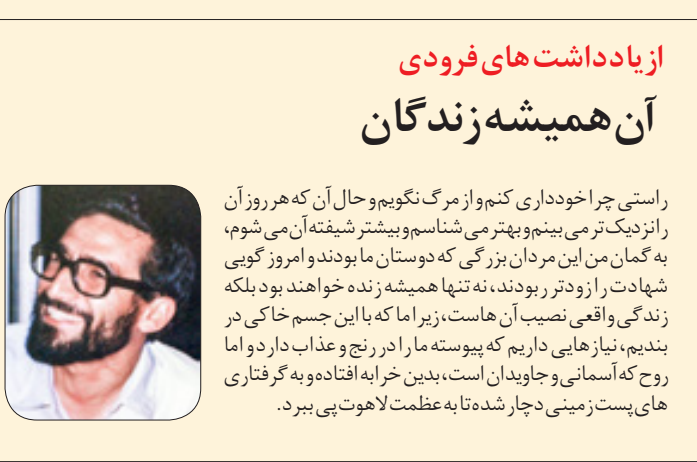 از یادداشت های فرودی
آن همیشه زندگان
راستی چرا خودداری کنم و از مرگ نگویم و حال آن که هر روز آن
را نزدیک تر می بینم و بهتر می شناسم و بیشتر شیفته آن می شوم،
به گمان من این مردان بزرگی که دوستان ما بودند و امروز گویی
شهادت را زودتر ربودند، نه تنها همیشه زنده خواهند بود بلکه
زندگی واقعی نصیب آن هاست، زیرا ما که با این جسم خاکی در
بندیم، نیازهایی داریم که پیوسته ما را در رنج و عذاب دارد و اما
روح که آسمانی و جاویدان است، بدین خرابه افتاده و به گرفتاری
های پست زمینی دچار شده تا به عظمت لاهوت پی ببرد.